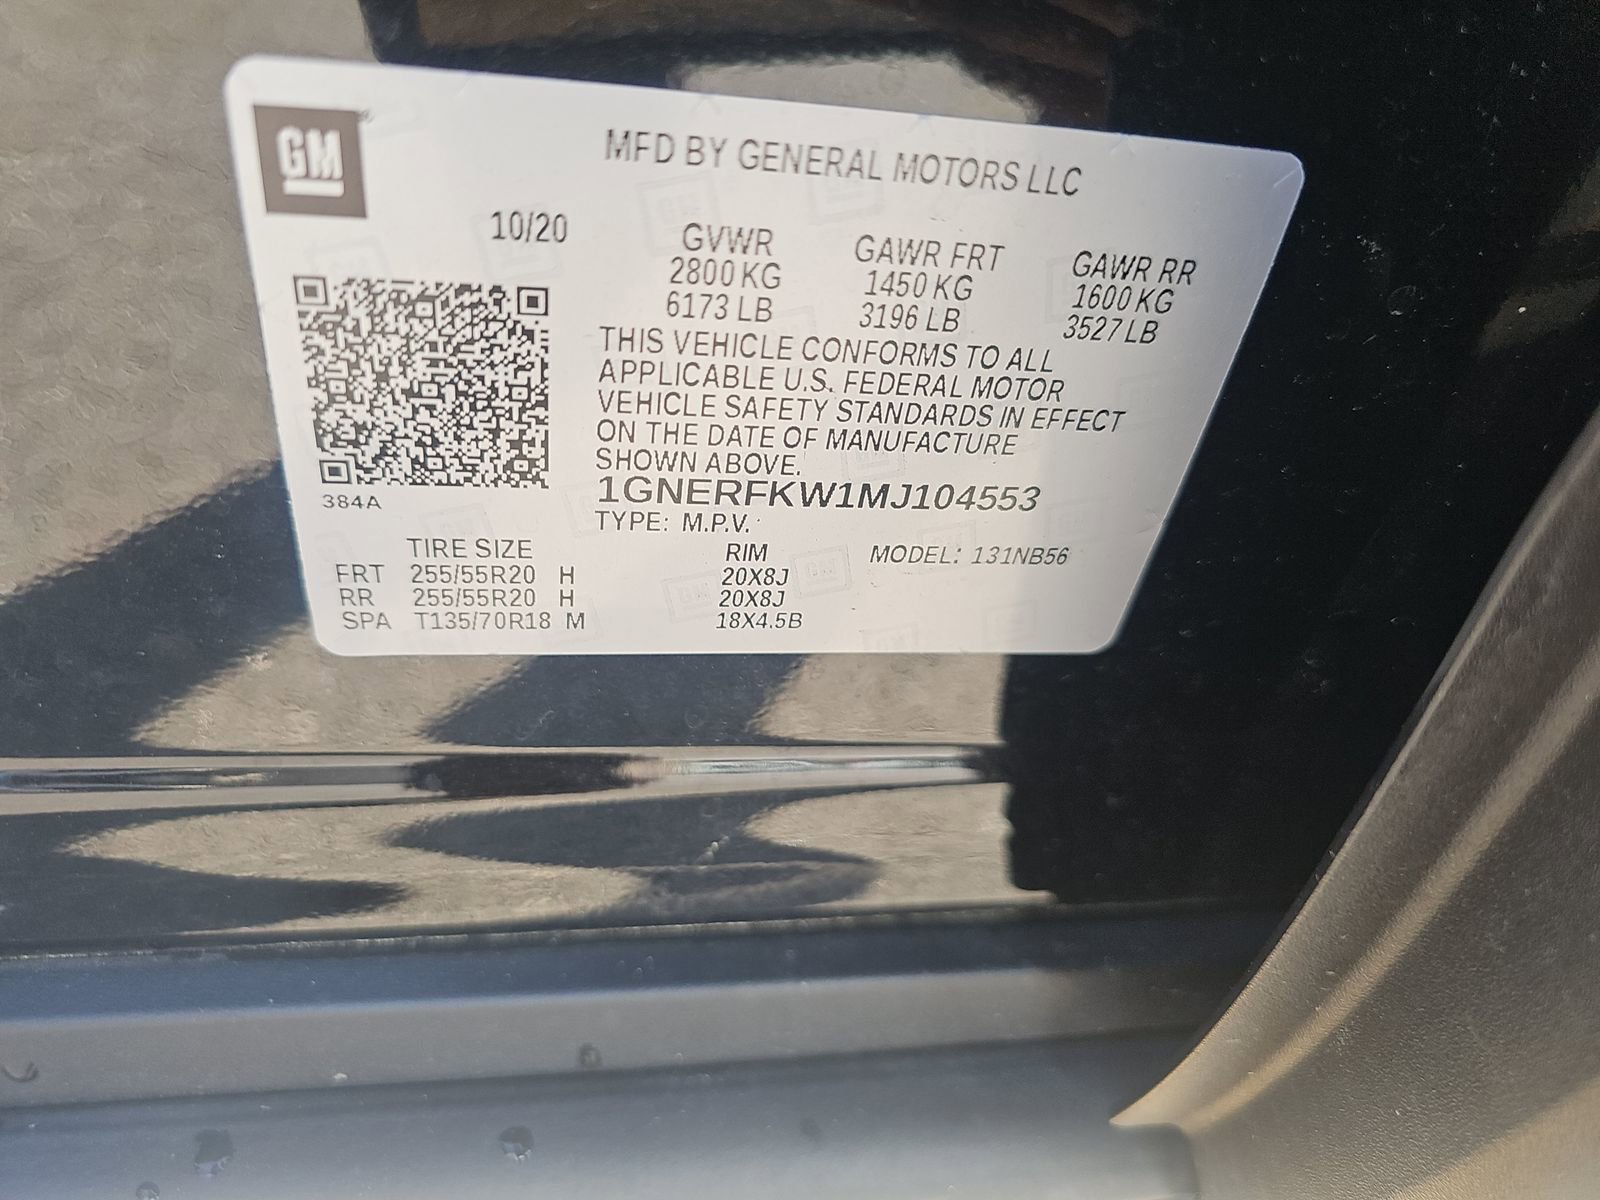 GM
MFD BY GENERAL MOTORS LLC
10/20
GVWR GAWR FRT GAWR RR
2800 KG 1450 KG 1600 KG
6173 LB 3196 LB 3527 LB
THIS VEHICLE CONFORMS TO ALL
APPLICABLE U.S. FEDERAL MOTOR
VEHICLE SAFETY STANDARDS IN EFFECT
ON THE DATE OF MANUFACTURE
SHOWN ABOVE.
384A
1GNERFKW1MJ104553
TYPE: M.P.V.
TIRE SIZE RIM MODEL: 131NB56
FRT 255/55R20 H 20X8J
RR 255/55R20 H 20X8J
SPA T135/70R18 M 18X4.5B